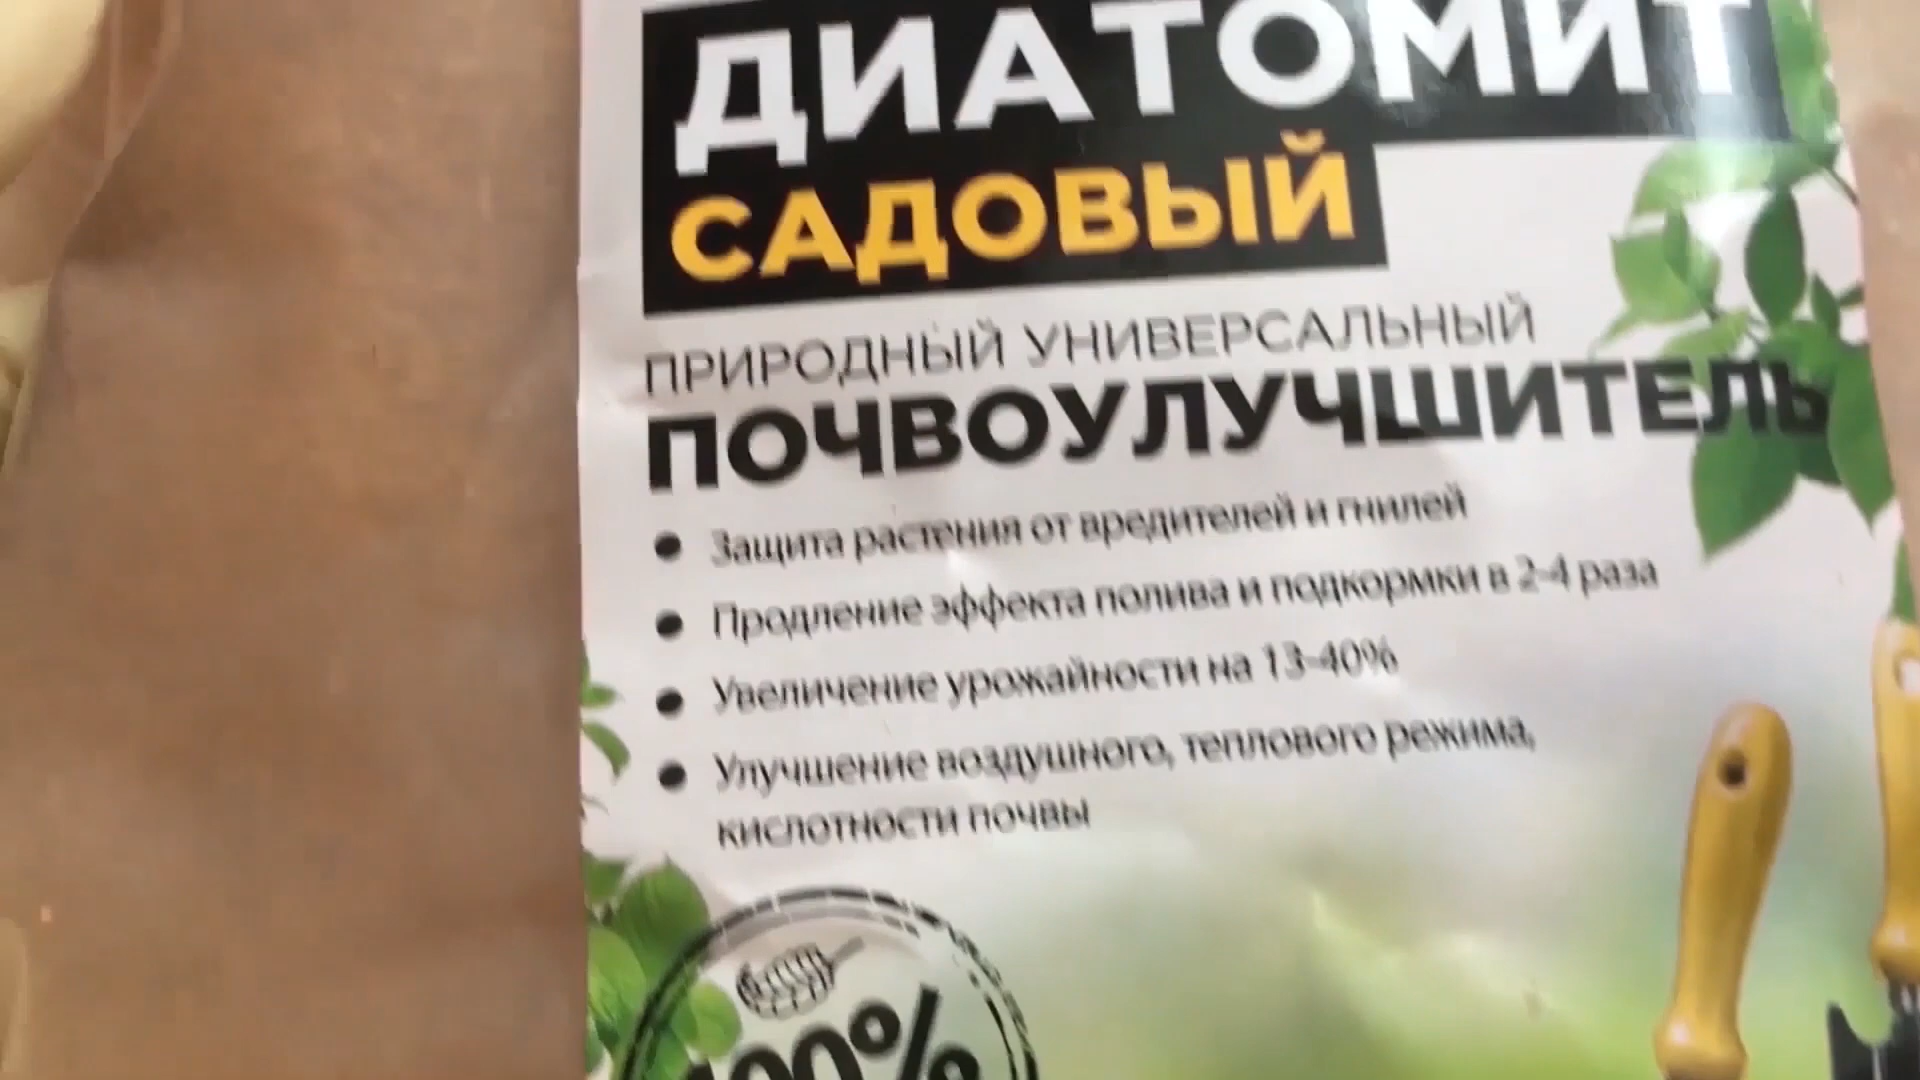 ДИАТОМИТ
САДОВЫЙ
ПРИРОДНЫЙ УНИВЕРСАЛЬНЫЙ
ПОЧВОУЛУЧШИТЕЛЬ
• Защита растения от вредителей и гнилей
• Продление эффекта полива и подкормки в 2-4 раза
• Увеличение урожайности на 13-40%
• Улучшение воздушного, теплового режима,
кислотности почвы
100%